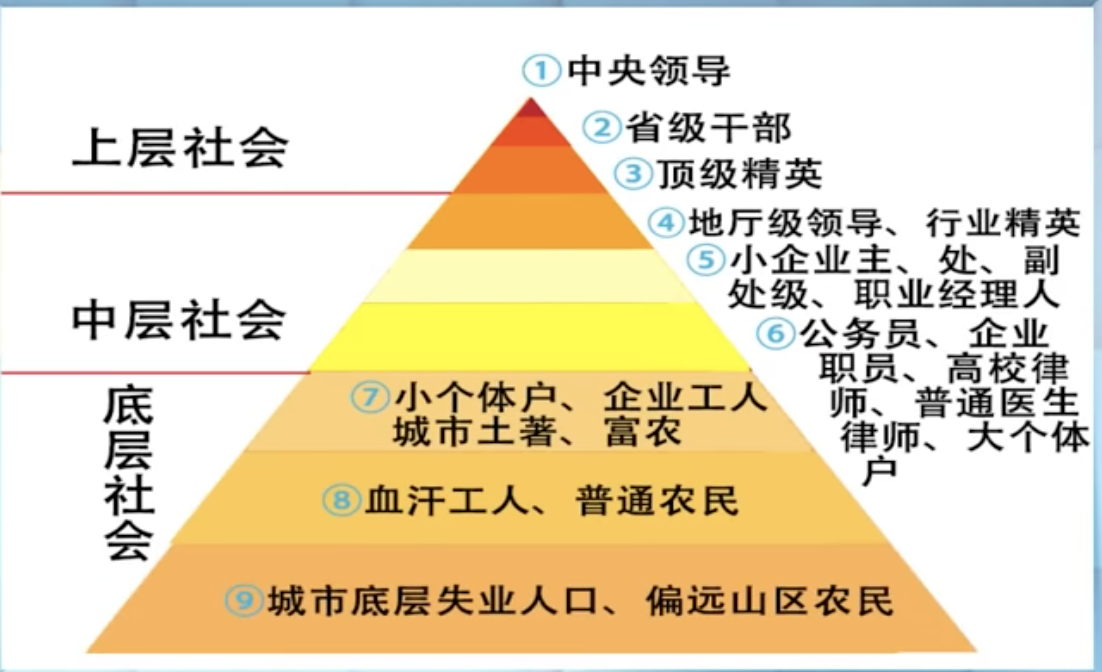 ①中央领导
②省级干部
上层社会
③顶级精英
④地厅级领导、行业精英
⑤小企业主、处、副
处级、职业经理人
中层社会
⑥公务员、企业
职员、高校律
师、普通医生
律师、大个体
户
底层社会
⑦小个体户、企业工人
城市土著、富农
⑧血汗工人、普通农民
⑨城市底层失业人口、偏远山区农民